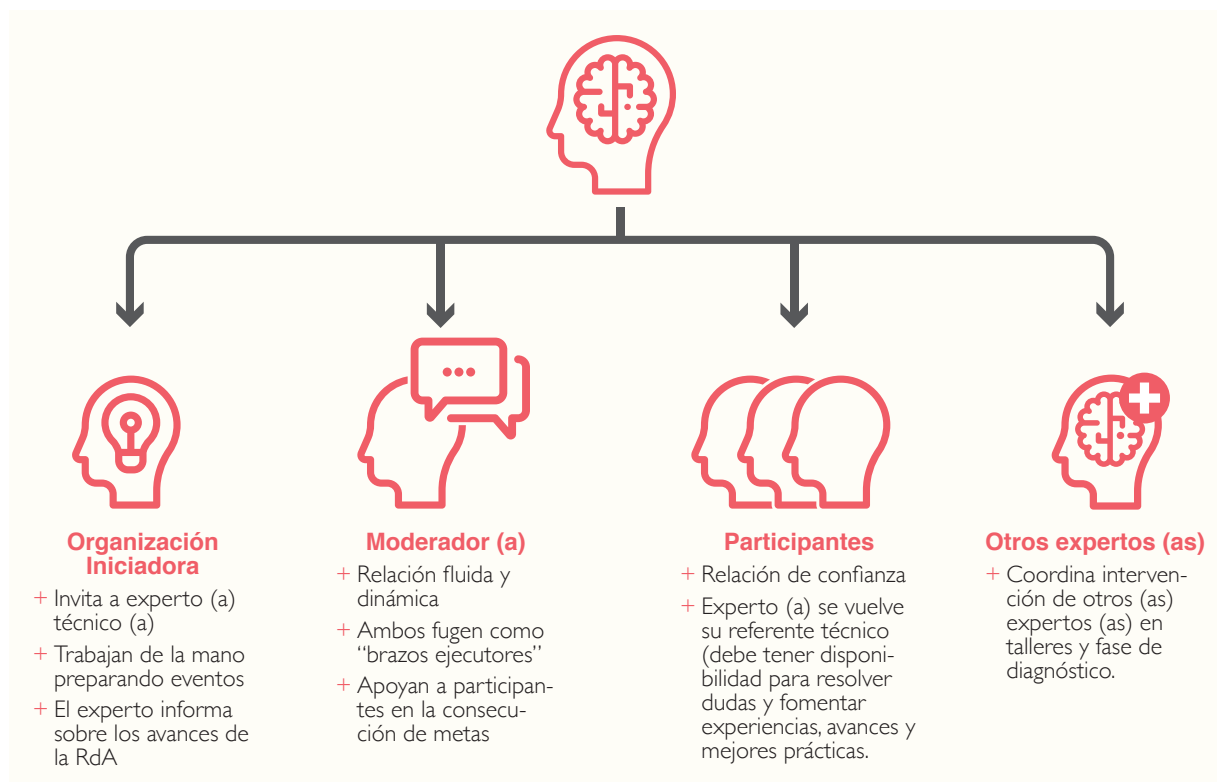 Organización
Iniciadora
+ Invita a experto (a)
técnico (a)
+ Trabajan de la mano
preparando eventos
+ El experto informa
sobre los avances de
la RdA
Moderador (a)
+ Relación fluida y
dinámica
+ Ambos fugen como
“brazos ejecutores”
+ Apoyan a participan-
tes en la consecu-
ción de metas
Participantes
+ Relación de confianza
+ Experto (a) se vuelve
su referente técnico
(debe tener disponi-
bilidad para resolver
dudas y fomentar
experiencias, avances y
mejores prácticas.
Otros expertos (as)
+ Coordina interven-
ción de otros (as)
expertos (as) en
talleres y fase de
diagnóstico.